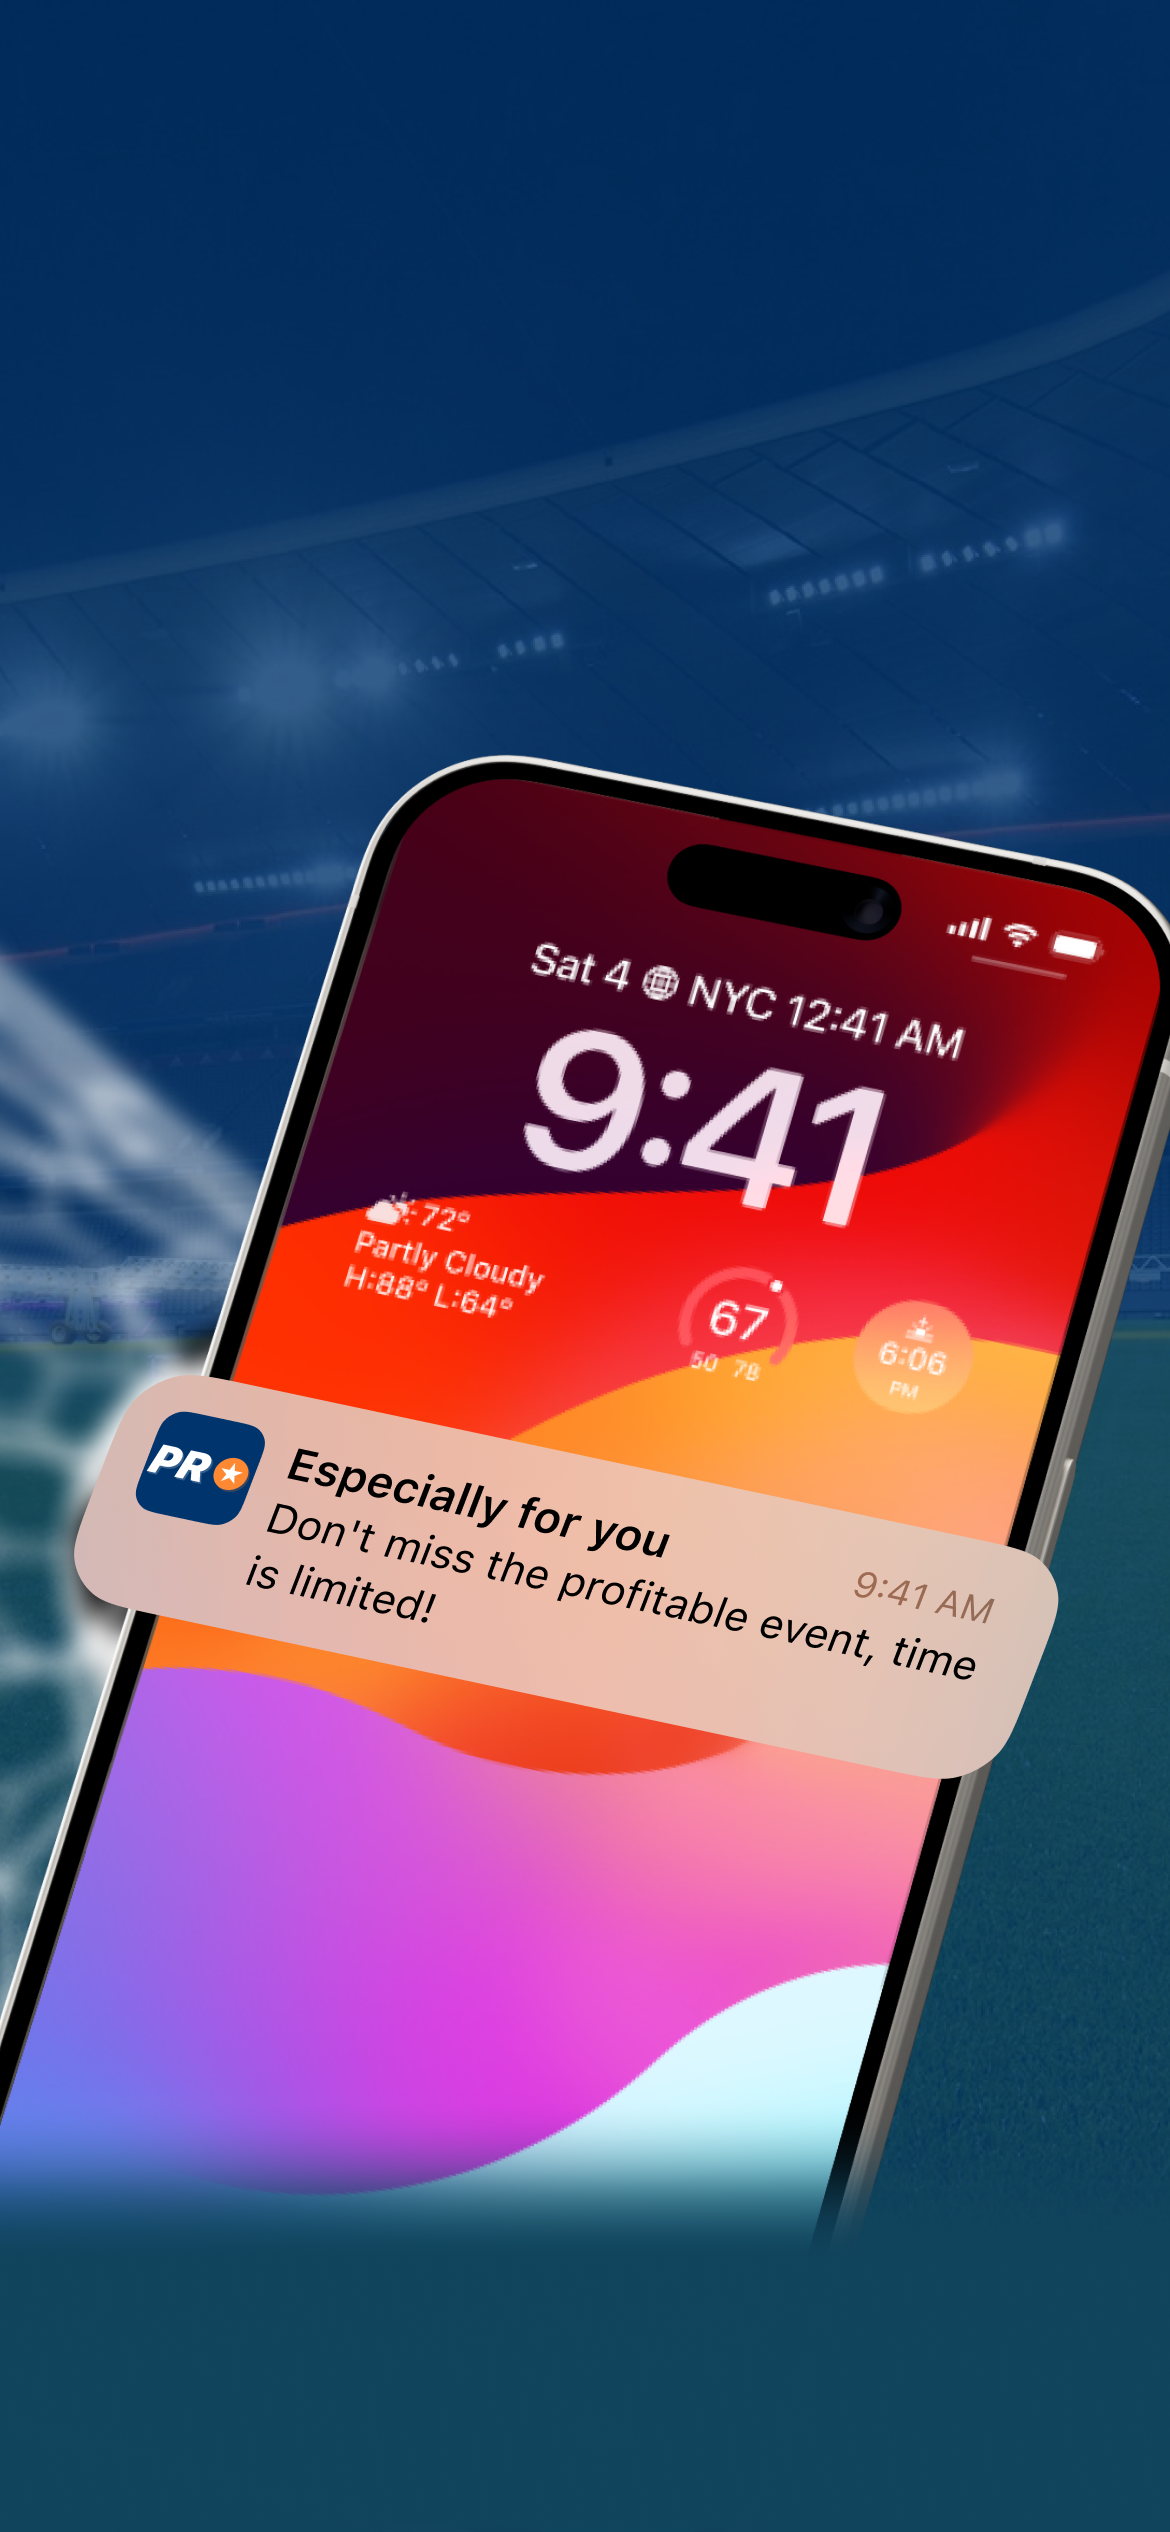 Sat 4 NYC 12:41 AM
9:41
72°
Partly Cloudy
H:88° L:64°
67
50 78
6:06
PM
PR
Especially for you
9:41 AM
Don't miss the profitable event, time
is limited!